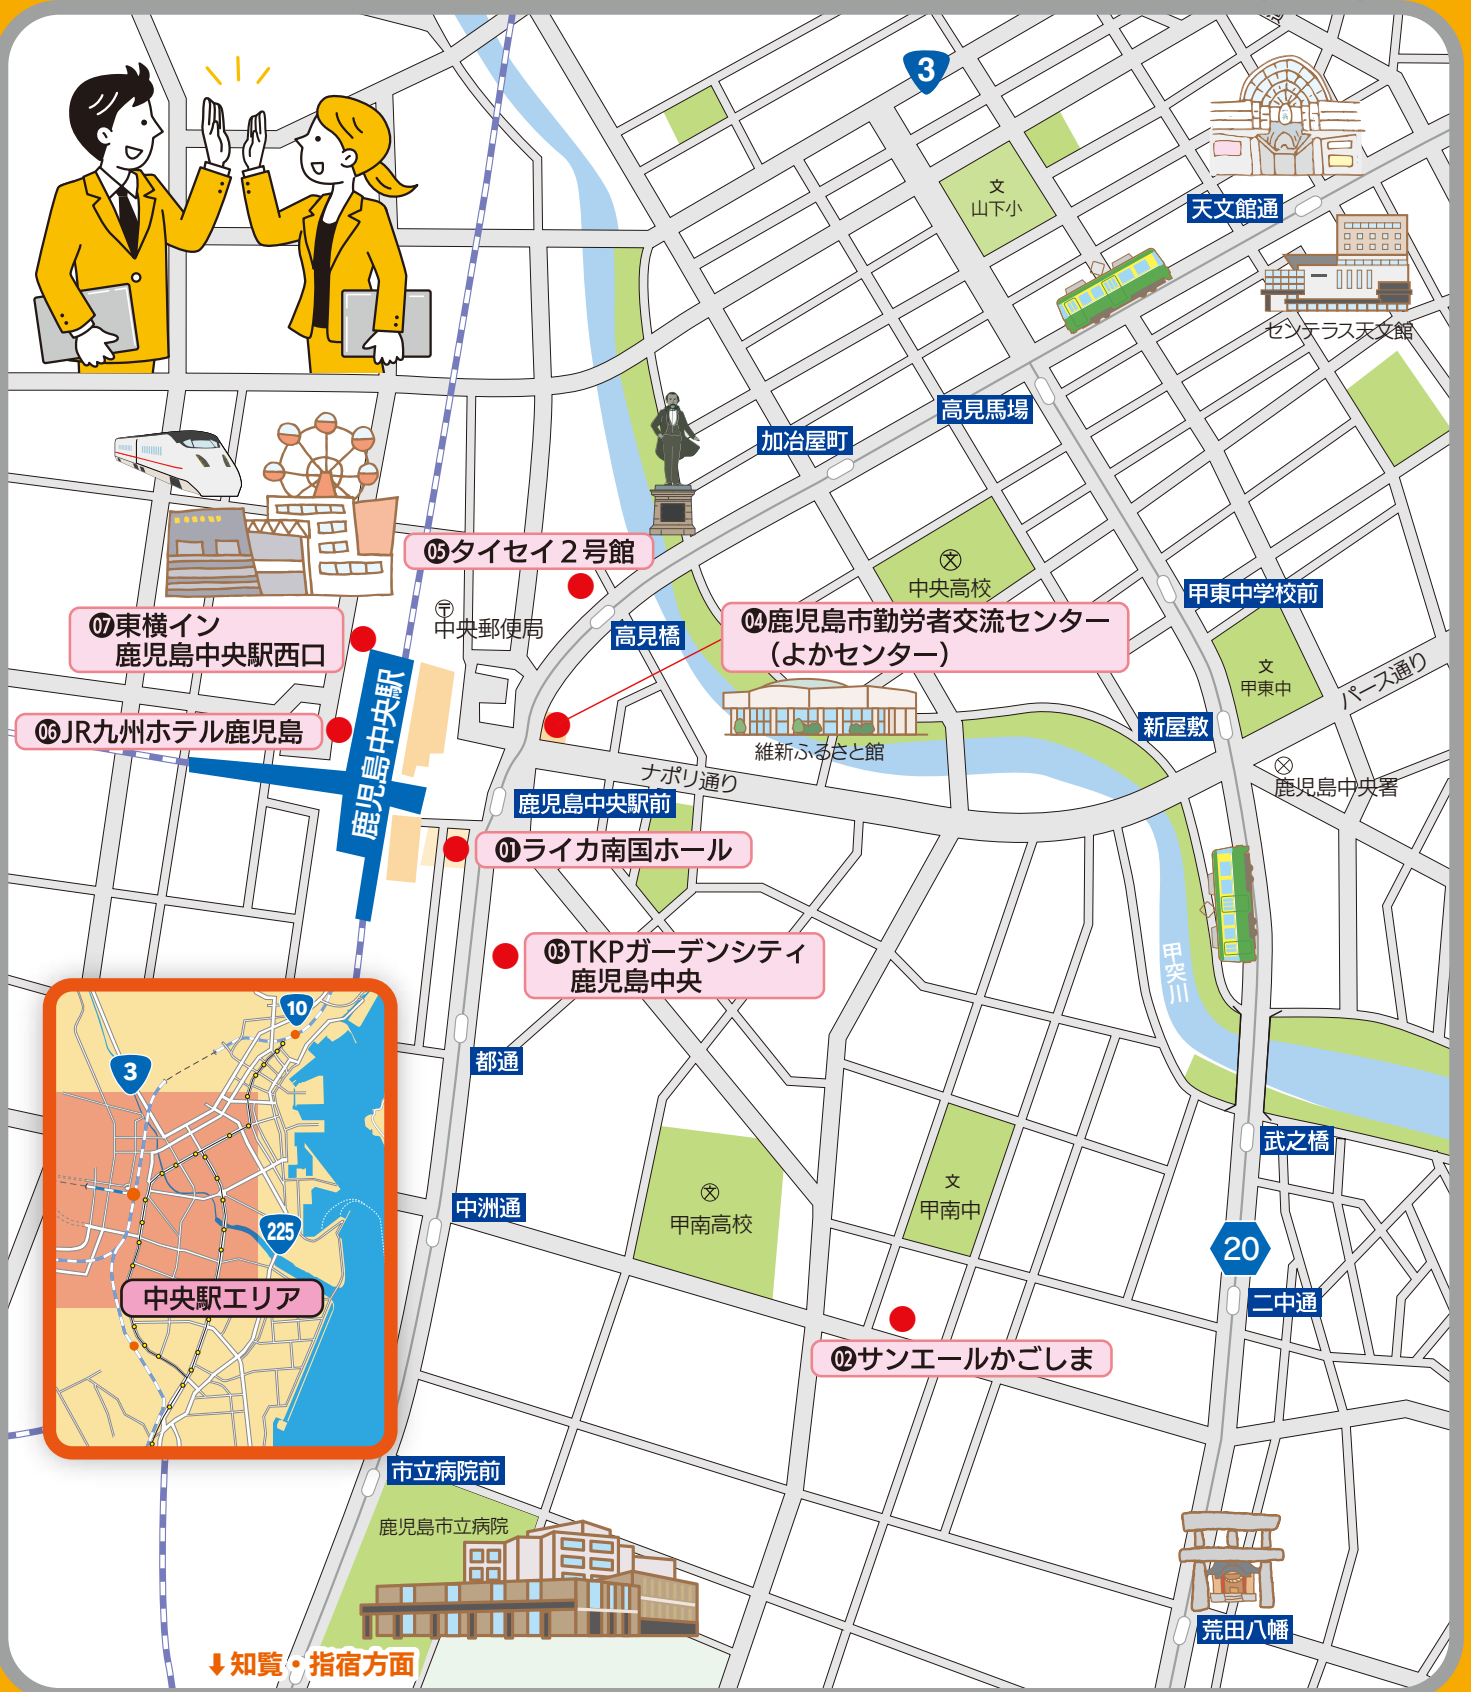 3
文
山下小
天文館通
センテラス天文館
高見馬場
加治屋町
05タイセイ2号館
文
中央高校
甲東中学校前
07東横イン
鹿児島中央駅西口
〒
中央郵便局
高見橋
04鹿児島市勤労者交流センター
(よかセンター)
文
甲東中
パース通り
06JR九州ホテル鹿児島
鹿児島中央駅
新屋敷
維新ふるさと館
ナポリ通り
鹿児島中央署
鹿児島中央駅前
01ライカ南国ホール
03TKPガーデンシティ
鹿児島中央
甲突川
10
3
225
中央駅エリア
都通
武之橋
中洲通
文
甲南高校
文
甲南中
20
二中通
02サンエールかごしま
市立病院前
鹿児島市立病院
荒田八幡
⬇知覧・指宿方面